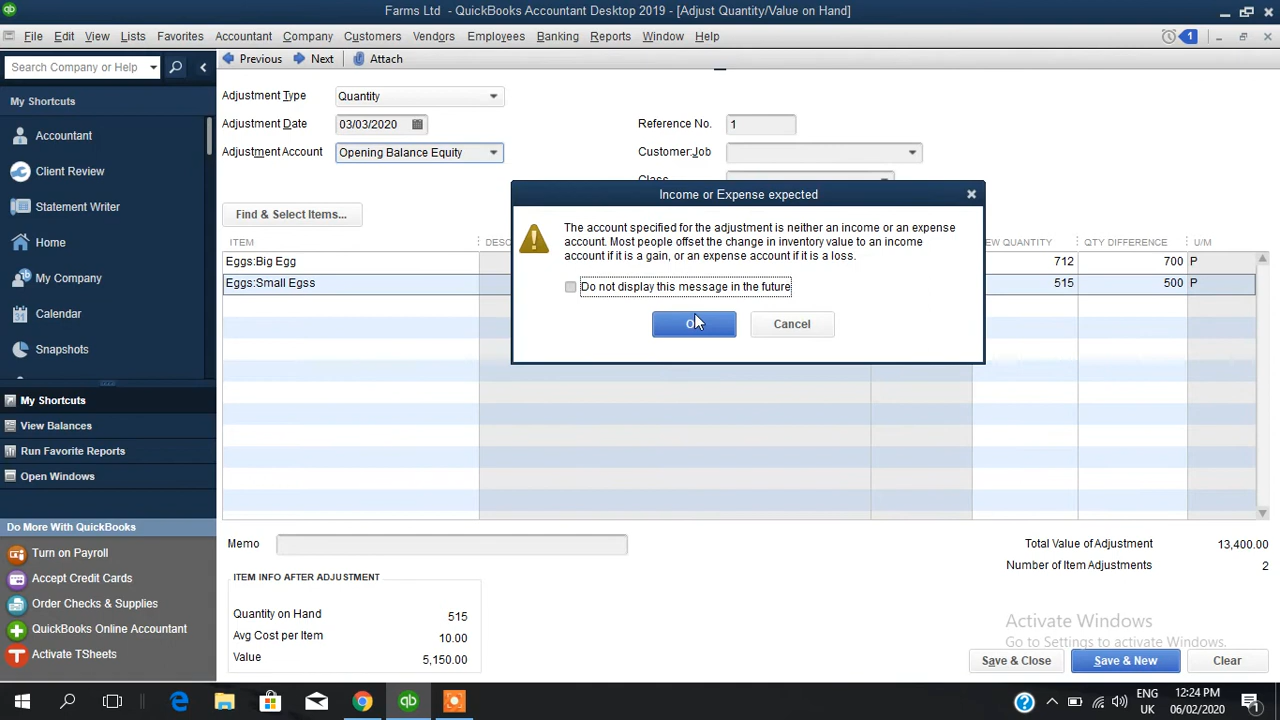 Farms Ltd - QuickBooks Accountant Desktop 2019 - [Adjust Quantity/Value on Hand]
File Edit View Lists Favorites Accountant Company Customers Vendors Employees Banking Reports Window Help
1
Search Company or Help
Previous Next Attach
My Shortcuts
Accountant
Client Review
Statement Writer
Home
My Company
Calendar
Snapshots
My Shortcuts
View Balances
Run Favorite Reports
Open Windows
Do More With QuickBooks
Turn on Payroll
Accept Credit Cards
Order Checks & Supplies
QuickBooks Online Accountant
Activate TSheets
Adjustment Type Quantity
Adjustment Date 03/03/2020 Reference No. 1
Adjustment Account Opening Balance Equity Customer:Job
Class
Find & Select Items...
Income or Expense expected
The account specified for the adjustment is neither an income or an expense
account. Most people offset the change in inventory value to an income
account if it is a gain, or an expense account if it is a loss.
Do not display this message in the future
Cancel
ITEM QUANTITY QTY DIFFERENCE U/M
Eggs:Big Egg 712 700 P
Eggs:Small Egss 515 500 P
Memo
Total Value of Adjustment 13,400.00
Number of Item Adjustments 2
ITEM INFO AFTER ADJUSTMENT
Quantity on Hand 515
Avg Cost per Item 10.00
Value 5,150.00
Activate Windows
Go to Settings to activate Windows.
Save & Close Save & New Clear
ENG 12:24 PM
UK 06/02/2020
1